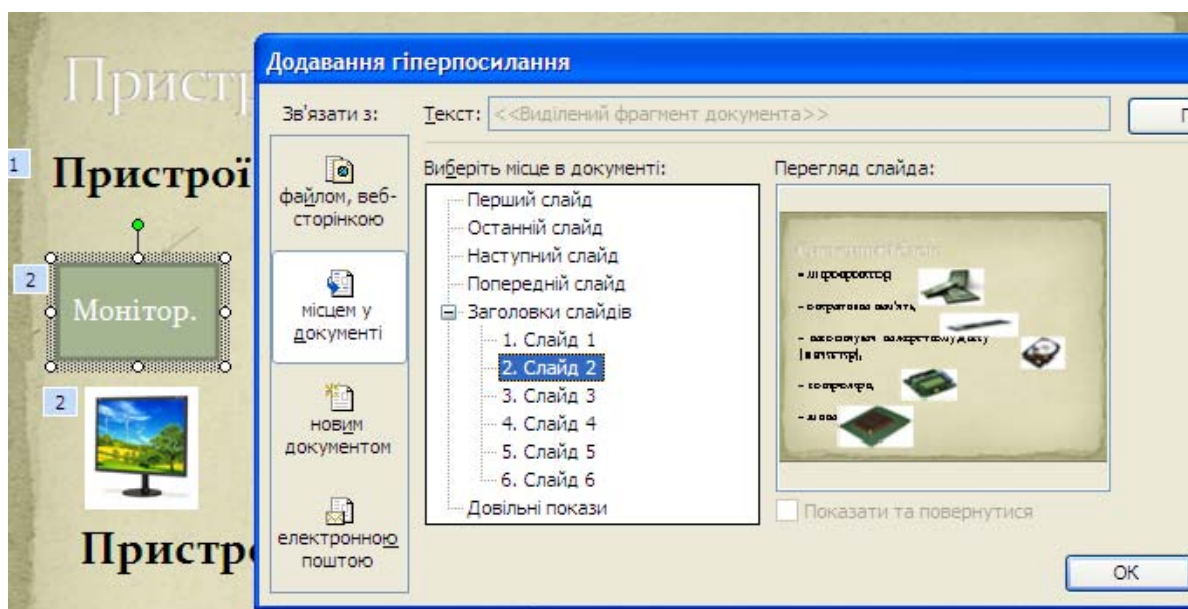 Пристр
1
Пристрої
2
Монітор.
2
Пристр
Додавання гіперпосилання
Зв'язати з:
Текст: <<Виділений фрагмент документа>>
П
файлом, веб-
сторінкою
місцем у
документі
новим
документом
електронною
поштою
Виберіть місце в документі:
Перший слайд
Останній слайд
Наступний слайд
Попередній слайд
Заголовки слайдів
1. Слайд 1
2. Слайд 2
3. Слайд 3
4. Слайд 4
5. Слайд 5
6. Слайд 6
Довільні покази
Перегляд слайда:
Показати та повернутися
ОК